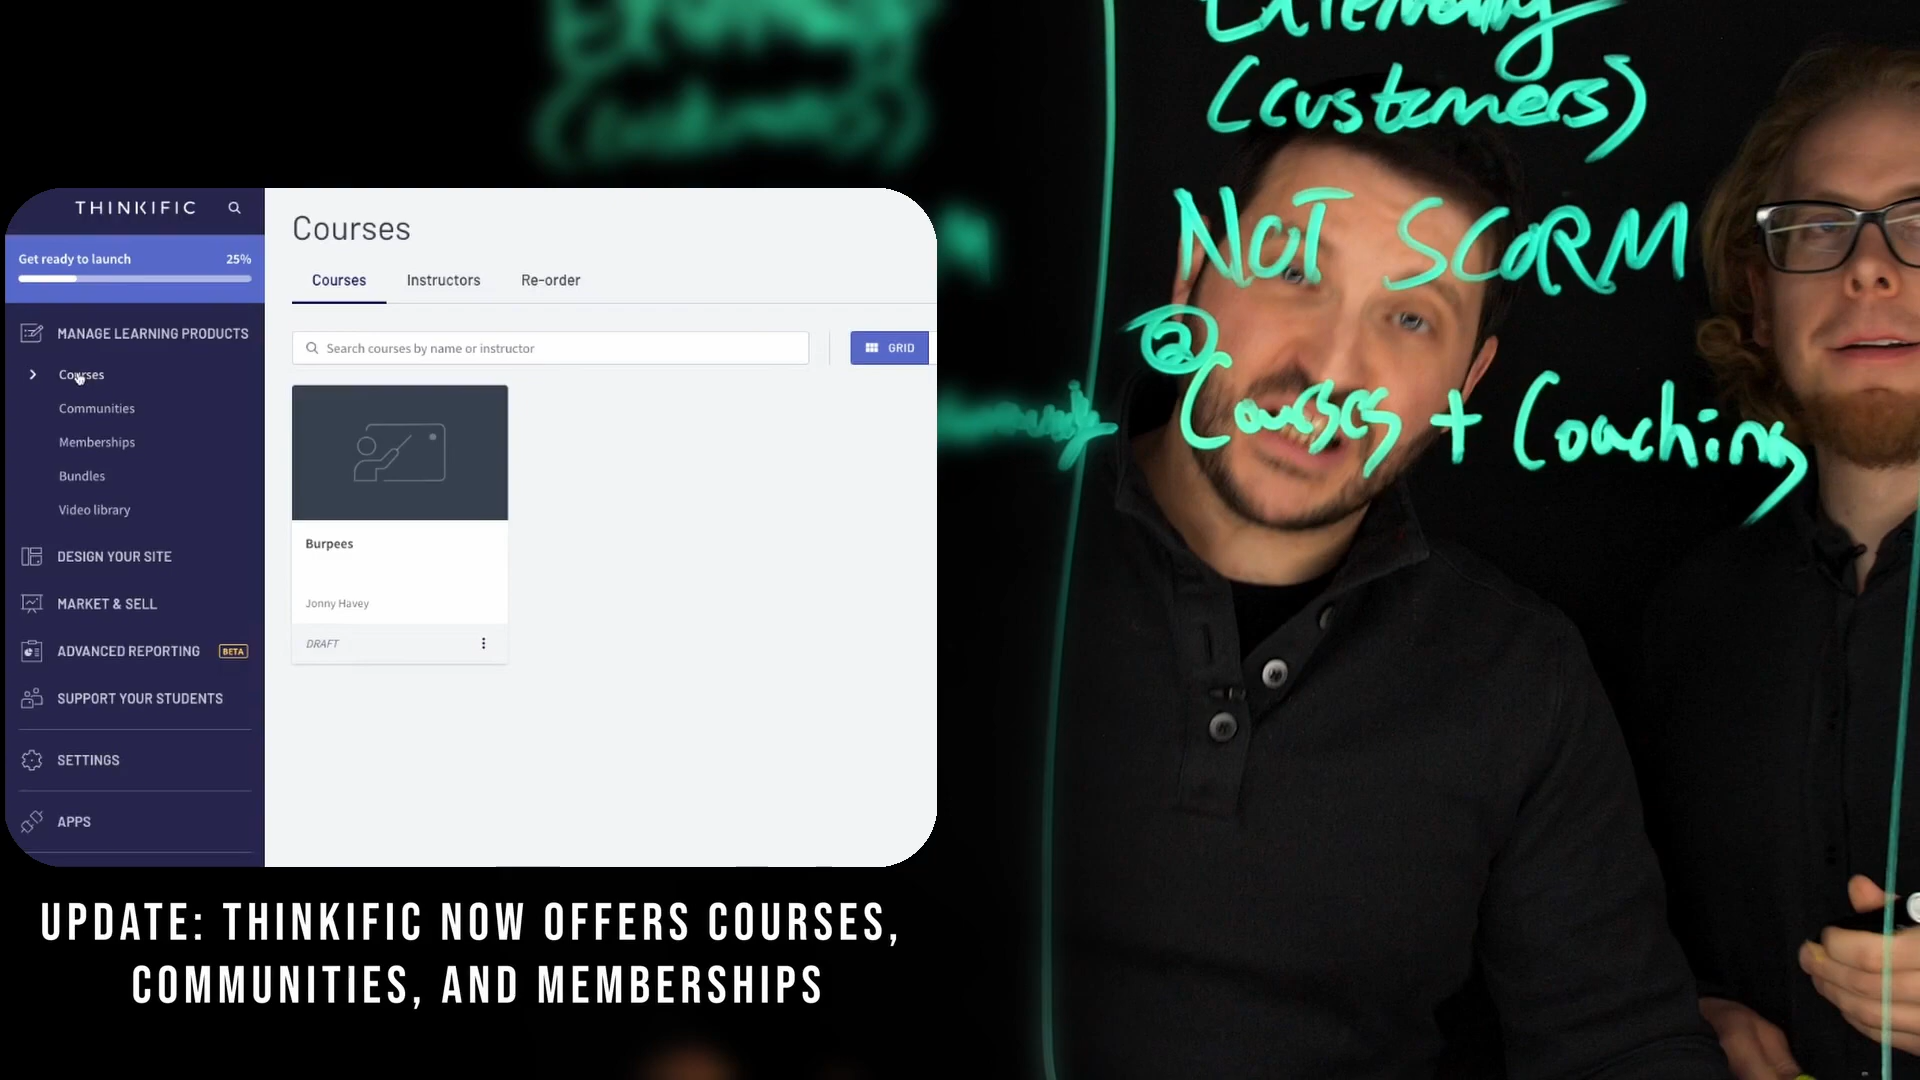 THINKIFIC
Get ready to launch 25%
MANAGE LEARNING PRODUCTS
Courses
Communities
Memberships
Bundles
Video library
DESIGN YOUR SITE
MARKET & SELL
ADVANCED REPORTING BETA
SUPPORT YOUR STUDENTS
SETTINGS
APPS
Courses
Courses Instructors Re-order
Search courses by name or instructor
GRID
Burpees
Jonny Havey
DRAFT
UPDATE: THINKIFIC NOW OFFERS COURSES,
COMMUNITIES, AND MEMBERSHIPS
(customers)
NOT SCORM
②
Courses + Coaching